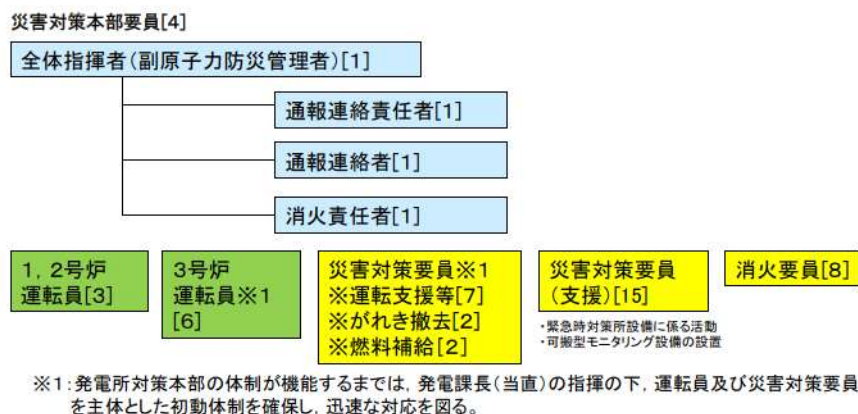 災害対策本部要員[4]
全体指揮者(副原子力防災管理者)[1]
通報連絡責任者[1]
通報連絡者[1]
消火責任者[1]
1,2号炉
運転員[3]
3号炉
運転員※1
[6]
災害対策要員※1
※運転支援等[7]
※がれき撤去[2]
※燃料補給[2]
災害対策要員
(支援)[15]
・緊急時対策所設備に係る活動
・可搬型モニタリング設備の設置
消火要員[8]
※1:発電所対策本部の体制が機能するまでは,発電課長(当直)の指揮の下,運転員及び災害対策要員
を主体とした初動体制を確保し,迅速な対応を図る。